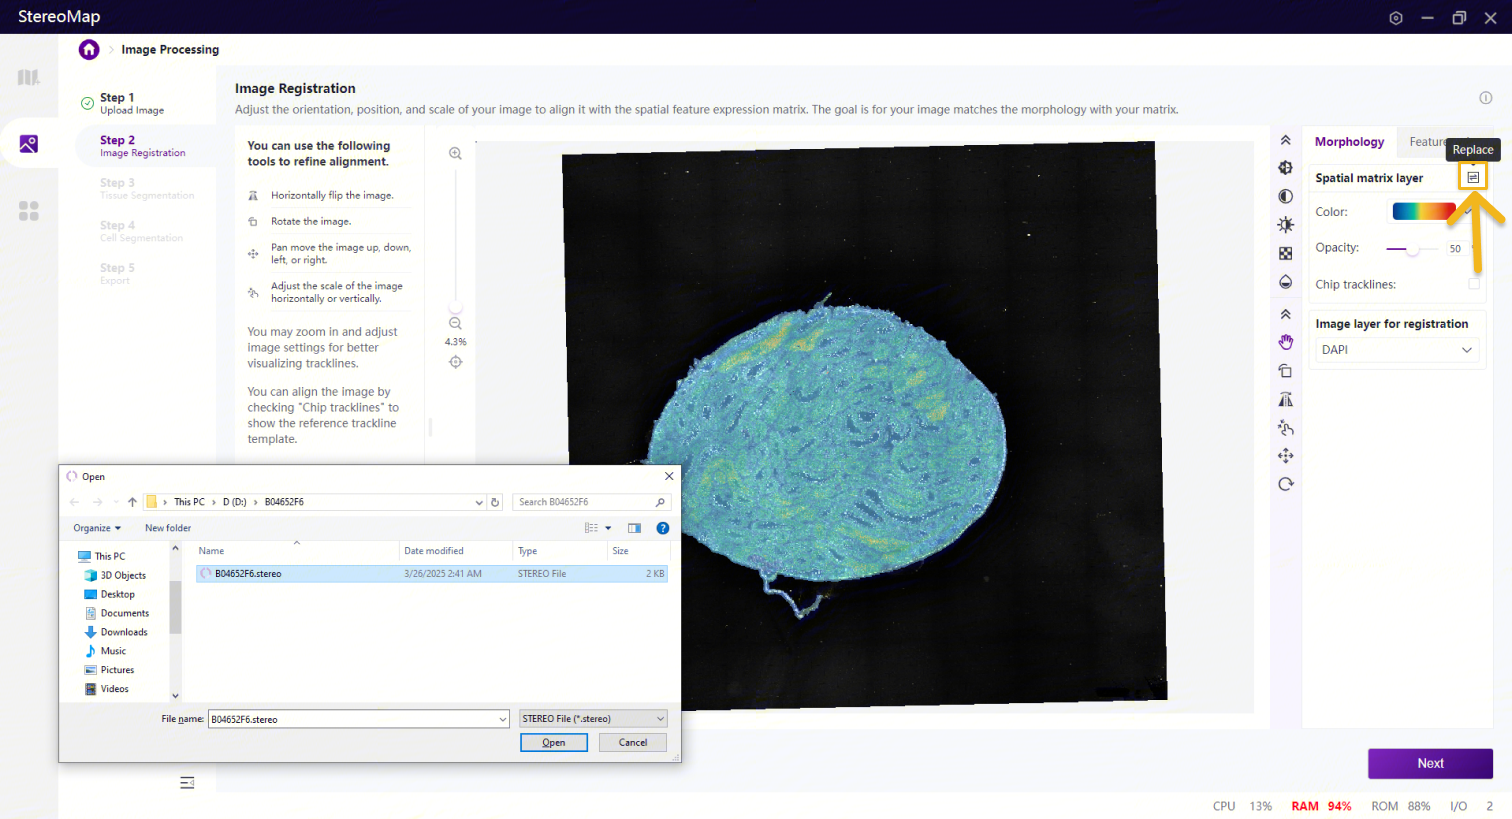 StereoMap
Image Processing
Step 1
Upload Image
Step 2
Image Registration
Step 3
Tissue Segmentation
Step 4
Cell Segmentation
Step 5
Export
Image Registration
Adjust the orientation, position, and scale of your image to align it with the spatial feature expression matrix. The goal is for your image matches the morphology with your matrix.
You can use the following
tools to refine alignment.
Horizontally flip the image.
Rotate the image.
Pan move the image up, down,
left, or right.
Adjust the scale of the image
horizontally or vertically.
You may zoom in and adjust
image settings for better
visualizing tracklines.
You can align the image by
checking "Chip tracklines" to
show the reference trackline
template.
4.3%
Morphology
Feature
Replace
Spatial matrix layer
Color:
Opacity:
50
Chip tracklines:
Image layer for registration
DAPI
Open
This PC
D (D:)
B04652F6
Search B04652F6
Organize
New folder
This PC
3D Objects
Desktop
Documents
Downloads
Music
Pictures
Videos
Name
Date modified
Type
Size
B04652F6.stereo
3/26/2025 2:41 AM
STEREO File
2 KB
File name:
B04652F6.stereo
STEREO File (*.stereo)
Open
Cancel
Next
CPU 13% RAM 94% ROM 88% I/O 2